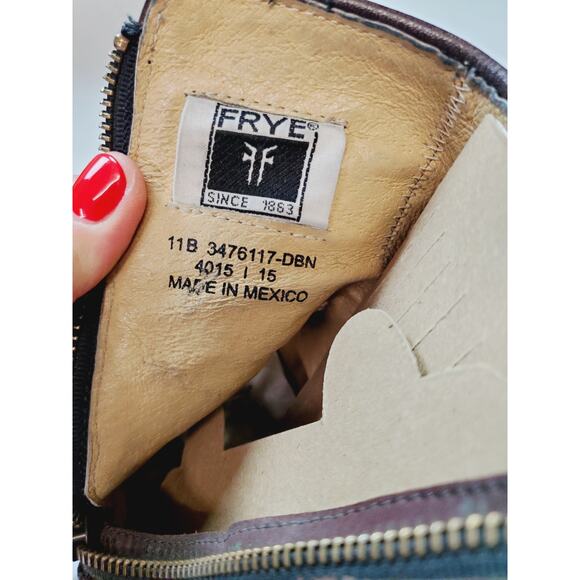 FRYE®
SINCE 1863
11B 3476117-DBN
4015 | 15
MADE IN MEXICO